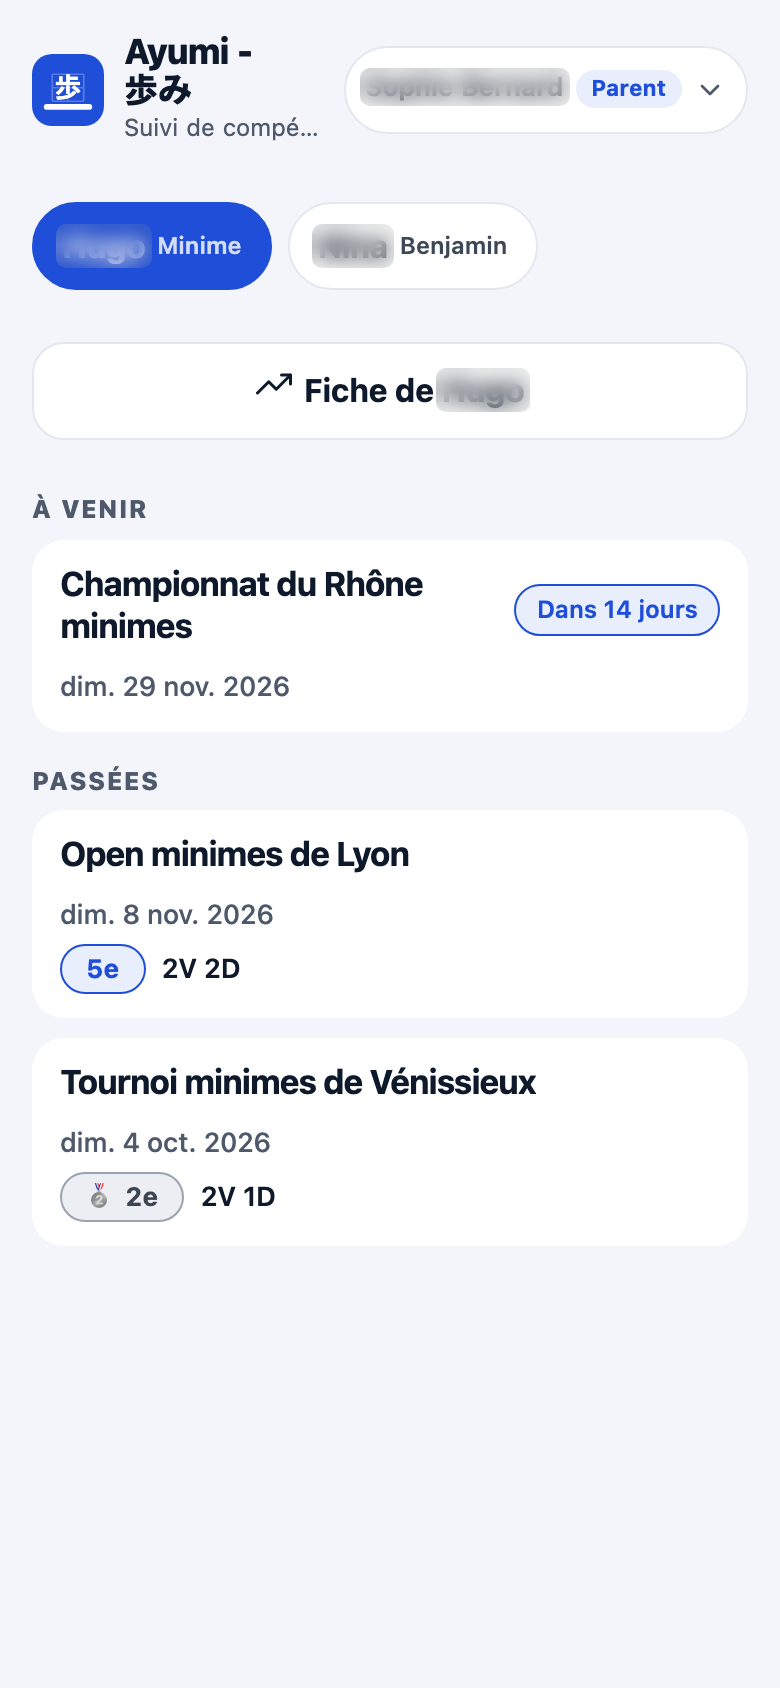 歩
Ayumi -
歩み
Suivi de compé...
Parent
Minime
Benjamin
Fiche de
À VENIR
Championnat du Rhône
minimes
Dans 14 jours
dim. 29 nov. 2026
PASSÉES
Open minimes de Lyon
dim. 8 nov. 2026
5e 2V 2D
Tournoi minimes de Vénissieux
dim. 4 oct. 2026
2 2e 2V 1D